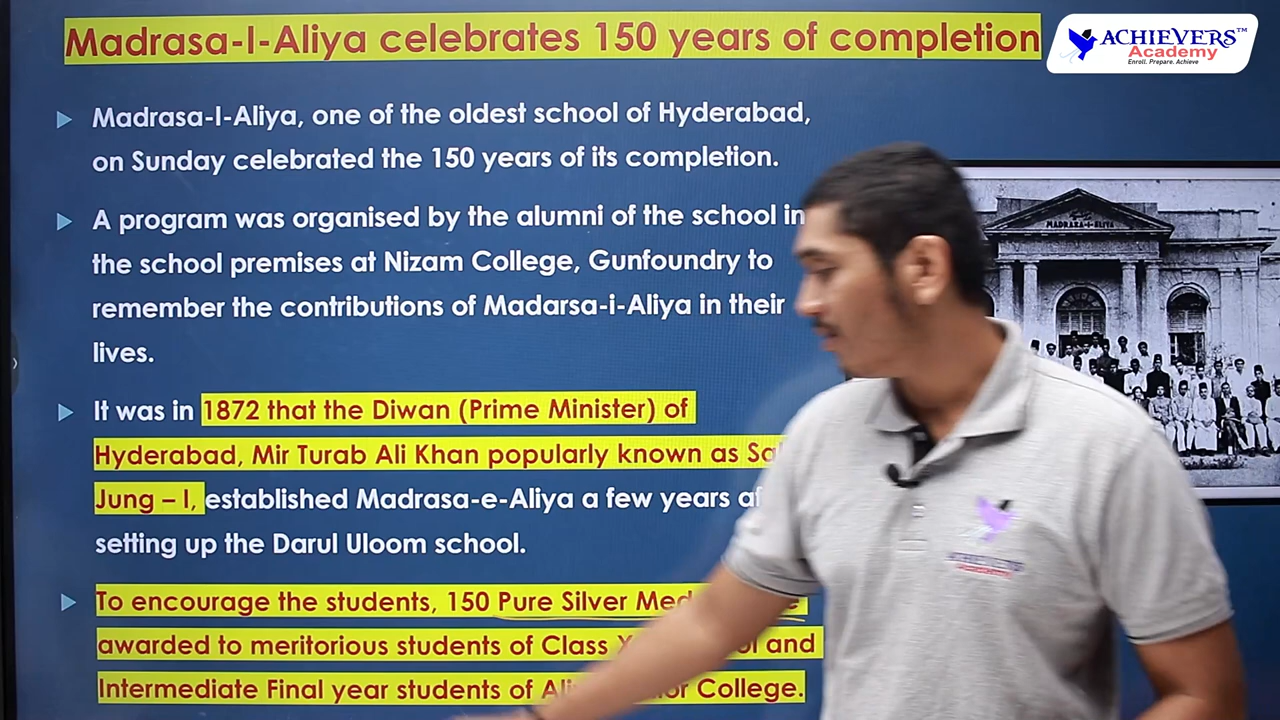 Madrasa-I-Aliya celebrates 150 years of completion
ACHIEVERS™
Academy
Enroll. Prepare. Achieve
Madrasa-I-Aliya, one of the oldest school of Hyderabad,
on Sunday celebrated the 150 years of its completion.
A program was organised by the alumni of the school in
the school premises at Nizam College, Gunfoundry to
remember the contributions of Madarsa-i-Aliya in their
lives.
It was in 1872 that the Diwan (Prime Minister) of
Hyderabad, Mir Turab Ali Khan popularly known as
Jung – I, established Madrasa-e-Aliya a few years
setting up the Darul Uloom school.
To encourage the students, 150 Pure Silver
awarded to meritorious students of Class and
Intermediate Final year students of College.
MADRASA-I-ALIYA
ACHIEVERS